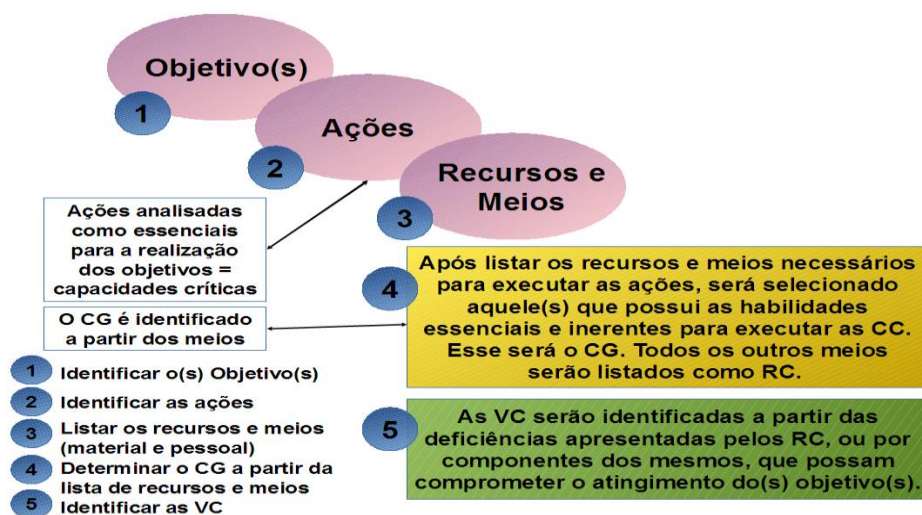 Objetivo(s)
1
Ações
2
Recursos e
Meios
3
Ações analisadas
como essenciais
para a realização
dos objetivos =
capacidades críticas
O CG é identificado
a partir dos meios
4
Após listar os recursos e meios necessários
para executar as ações, será selecionado
aquele(s) que possui as habilidades
essenciais e inerentes para executar as CC.
Esse será o CG. Todos os outros meios
serão listados como RC.
1 Identificar o(s) Objetivo(s)
2 Identificar as ações
3 Listar os recursos e meios
(material e pessoal)
4 Determinar o CG a partir da
lista de recursos e meios
5 Identificar as VC
5
As VC serão identificadas a partir das
deficiências apresentadas pelos RC, ou por
componentes dos mesmos, que possam
comprometer o atingimento do(s) objetivo(s).